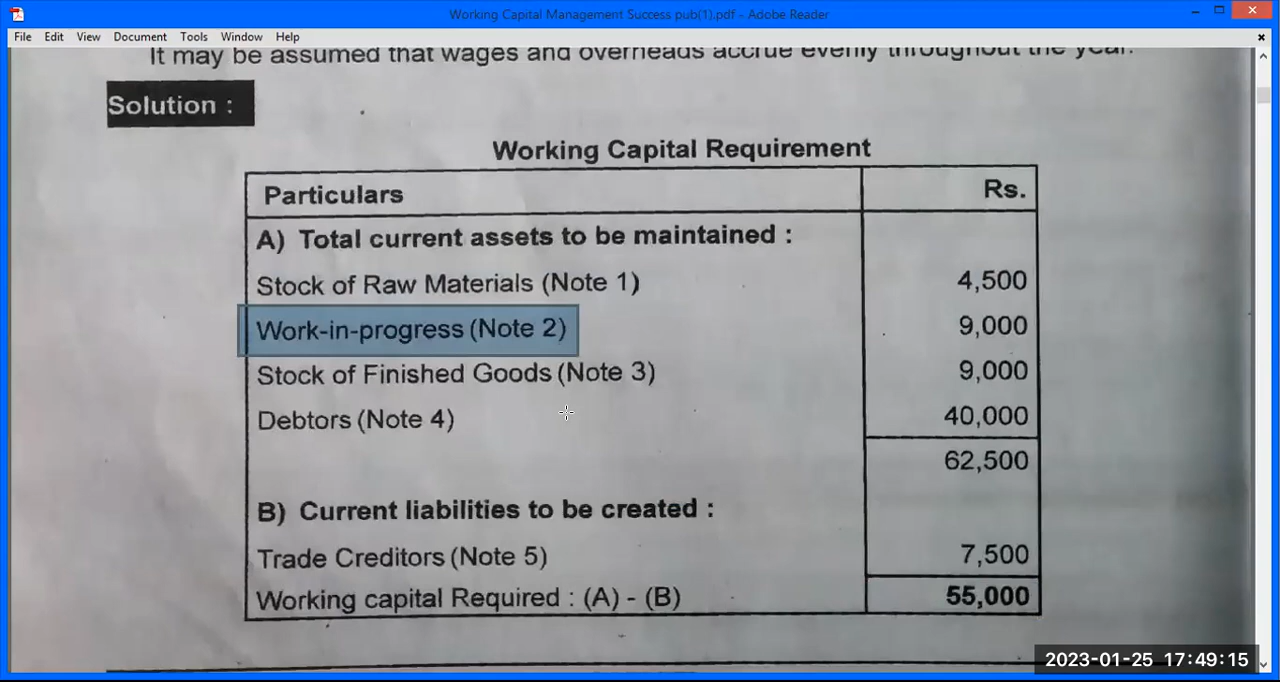 Working Capital Management Success pub(1).pdf - Adobe Reader
File Edit View Document Tools Window Help
It may be assumed that wages and overheads accrue evenly throughout the year.
Solution :
Working Capital Requirement
Particulars Rs.
A) Total current assets to be maintained :
Stock of Raw Materials (Note 1) 4,500
Work-in-progress (Note 2) 9,000
Stock of Finished Goods (Note 3) 9,000
Debtors (Note 4) 40,000
62,500
B) Current liabilities to be created :
Trade Creditors (Note 5) 7,500
Working capital Required : (A) - (B) 55,000
2023-01-25 17:49:15